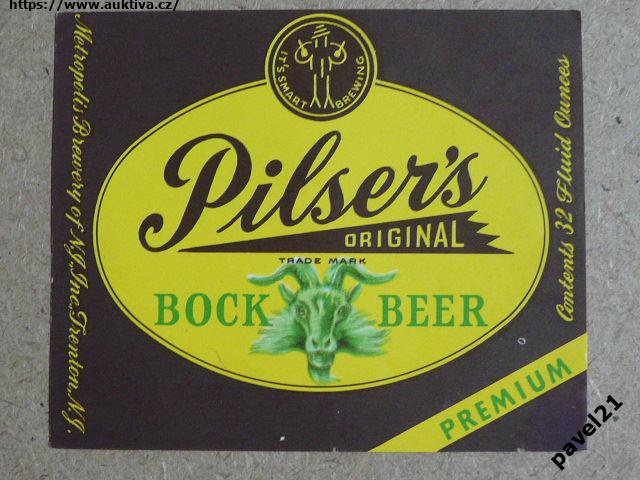 https://www.auktiva.cz/
IT'S SMART BREWING
Pilser's
ORIGINAL
TRADE MARK
BOCK BEER
PREMIUM
Metropolis Brewery of N.J. Inc. Trenton, N.J.
Contents 32 Fluid Ounces
pavel21